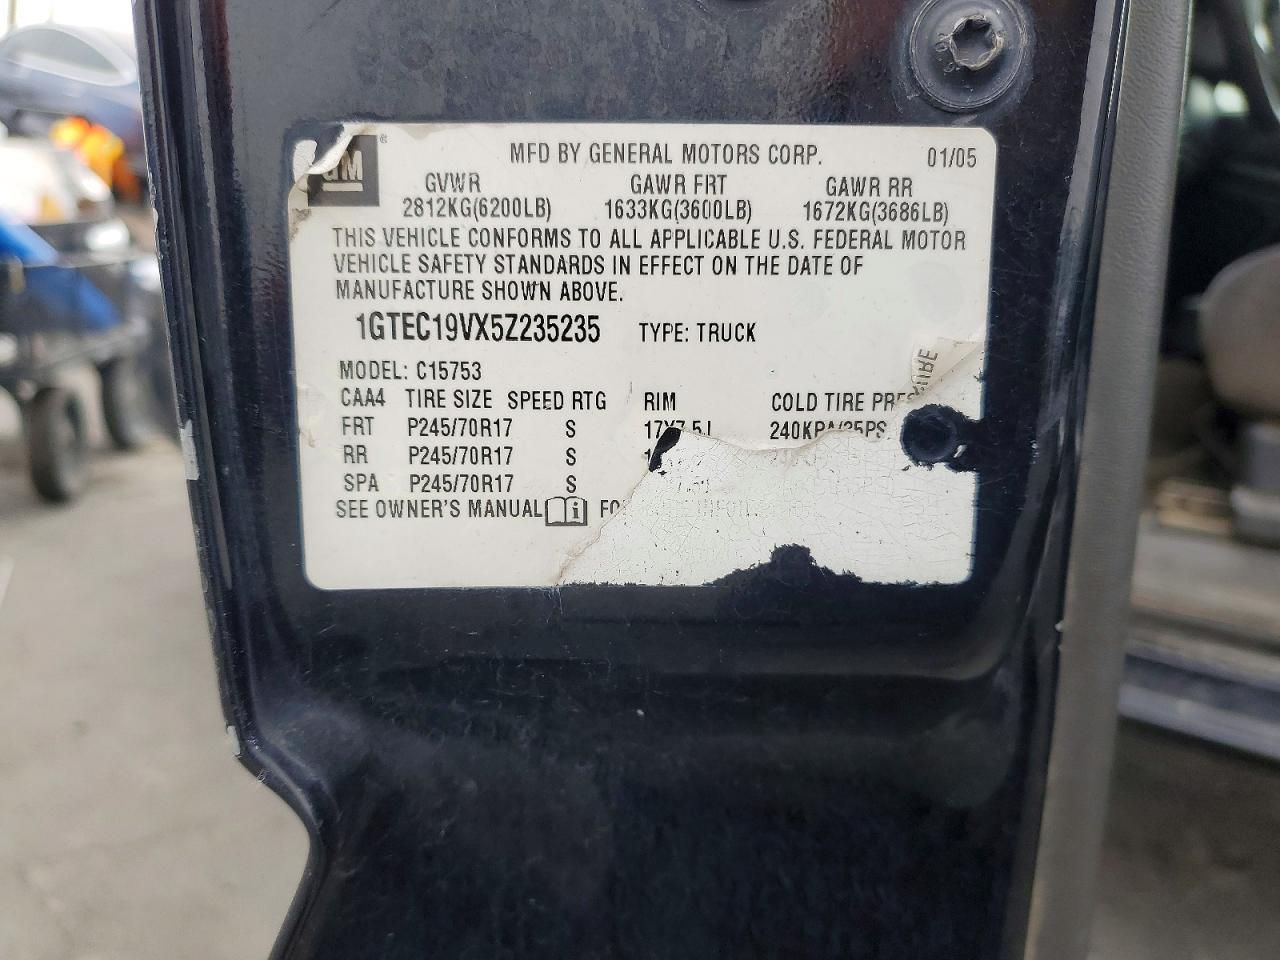 GM ®
MFD BY GENERAL MOTORS CORP. 01/05
GVWR GAWR FRT GAWR RR
2812KG(6200LB) 1633KG(3600LB) 1672KG(3686LB)
THIS VEHICLE CONFORMS TO ALL APPLICABLE U.S. FEDERAL MOTOR
VEHICLE SAFETY STANDARDS IN EFFECT ON THE DATE OF
MANUFACTURE SHOWN ABOVE.
1GTEC19VX5Z235235 TYPE: TRUCK
MODEL: C15753
CAA4 TIRE SIZE SPEED RTG RIM COLD TIRE
FRT P245/70R17 S 17X7.5J
RR P245/70R17 S
SPA P245/70R17 S
SEE OWNER'S MANUAL